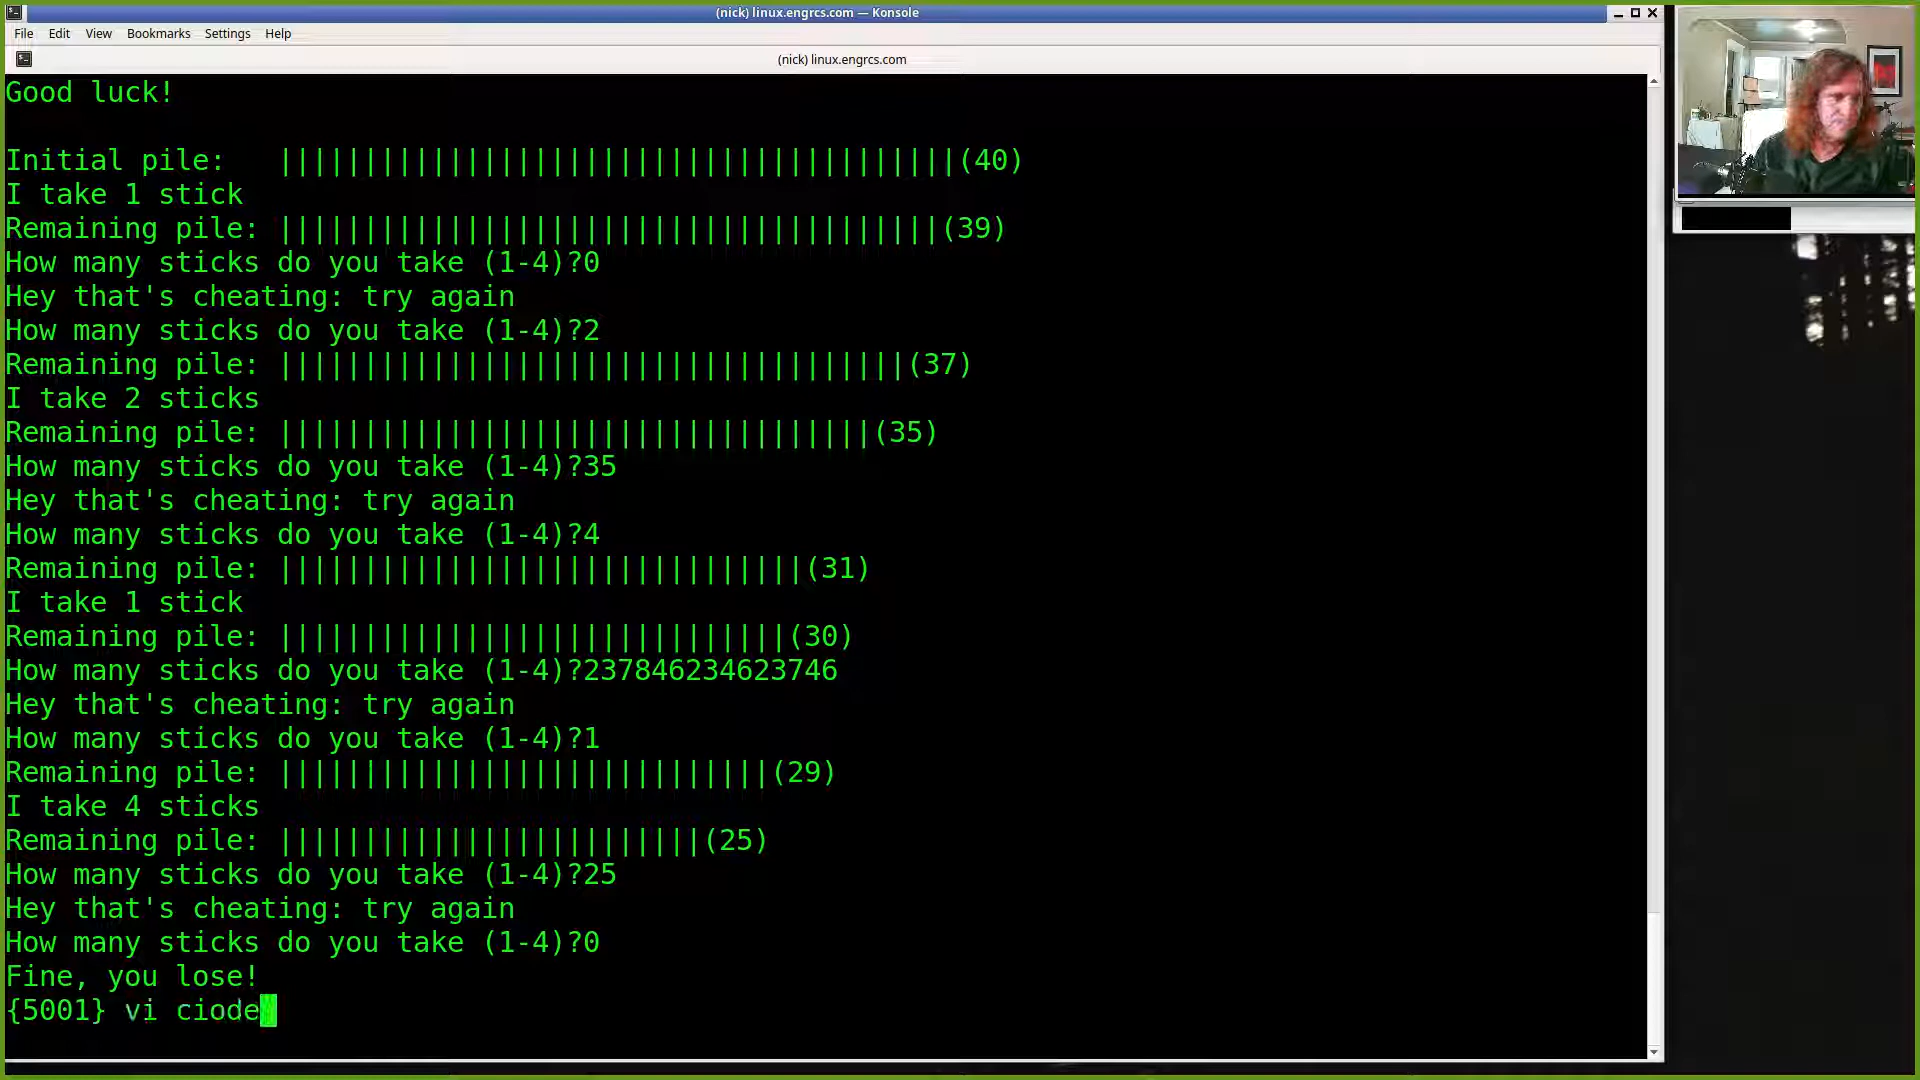 (nick) linux.engrcs.com — Konsole
File Edit View Bookmarks Settings Help
(nick) linux.engrcs.com
Good luck!
Initial pile: ||||||||||||||||||||||||||||||||||||||||(40)
I take 1 stick
Remaining pile: |||||||||||||||||||||||||||||||||||||||(39)
How many sticks do you take (1-4)?0
Hey that's cheating: try again
How many sticks do you take (1-4)?2
Remaining pile: |||||||||||||||||||||||||||||||||||||(37)
I take 2 sticks
Remaining pile: |||||||||||||||||||||||||||||||||||(35)
How many sticks do you take (1-4)?35
Hey that's cheating: try again
How many sticks do you take (1-4)?4
Remaining pile: |||||||||||||||||||||||||||||||(31)
I take 1 stick
Remaining pile: ||||||||||||||||||||||||||||||(30)
How many sticks do you take (1-4)?237846234623746
Hey that's cheating: try again
How many sticks do you take (1-4)?1
Remaining pile: |||||||||||||||||||||||||||||(29)
I take 4 sticks
Remaining pile: |||||||||||||||||||||||||(25)
How many sticks do you take (1-4)?25
Hey that's cheating: try again
How many sticks do you take (1-4)?0
Fine, you lose!
{5001} vi ciode